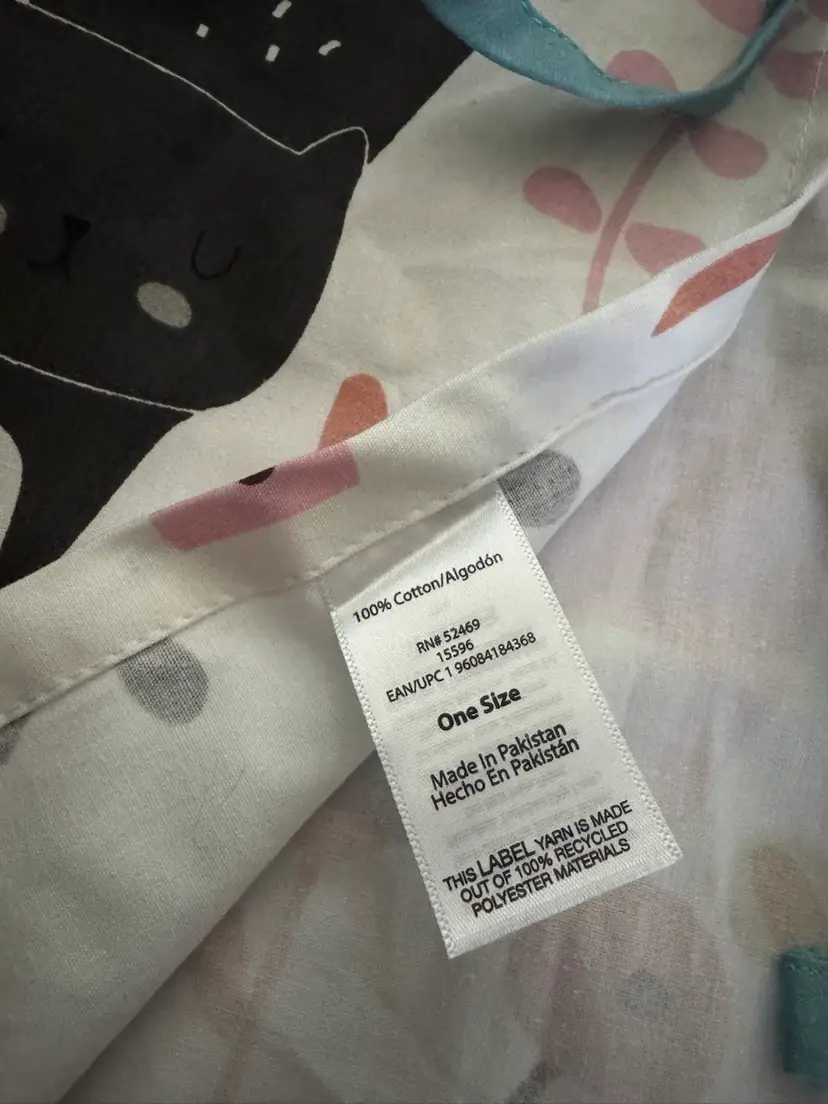 100% Cotton/Algodón
RN# 52469
15596
EAN/UPC 1 96084184368
One Size
Made In Pakistan
Hecho En Pakistán
THIS LABEL YARN IS MADE
OUT OF 100% RECYCLED
POLYESTER MATERIALS